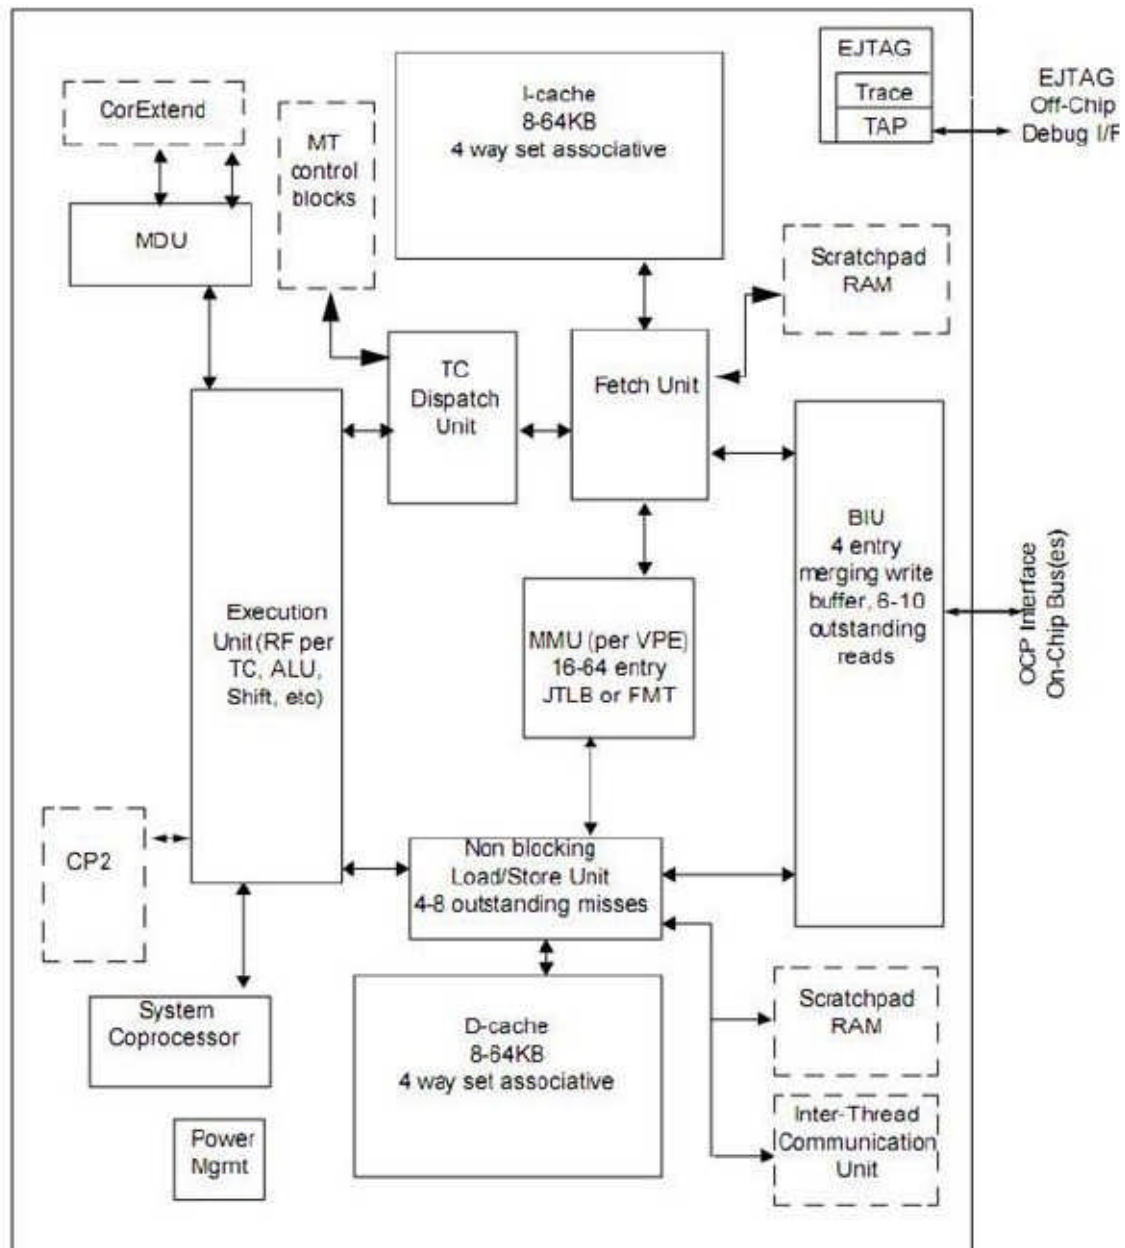 EJTAG
Trace
TAP
EJTAG
Off-Chip
Debug I/F
CorExtend
MT
control
blocks
I-cache
8-64KB
4 way set associative
MDU
Scratchpad
RAM
TC
Dispatch
Unit
Fetch Unit
BIU
4 entry
merging write
buffer, 6-10
outstanding
reads
OCP Interface
On-Chip Bus(es)
Execution
Unit (RF per
TC, ALU,
Shift, etc)
MMU (per VPE)
16-64 entry
JTLB or FMT
CP2
Non blocking
Load/Store Unit
4-8 outstanding misses
System
Coprocessor
D-cache
8-64KB
4 way set associative
Scratchpad
RAM
Inter-Thread
Communication
Unit
Power
Mgmt